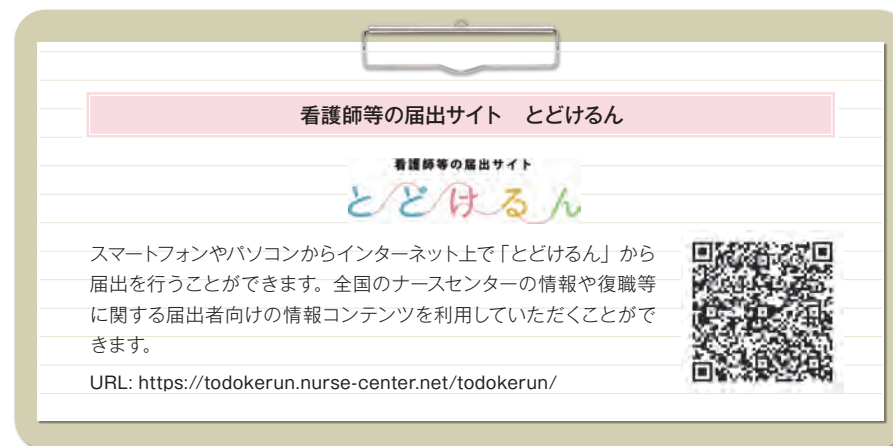 看護師等の届出サイト　とどけるん
看護師等の届出サイト
とどけるん
スマートフォンやパソコンからインターネット上で「とどけるん」から
届出を行うことができます。全国のナースセンターの情報や復職等
に関する届出者向けの情報コンテンツを利用していただくことがで
きます。
URL: https://todokerun.nurse-center.net/todokerun/